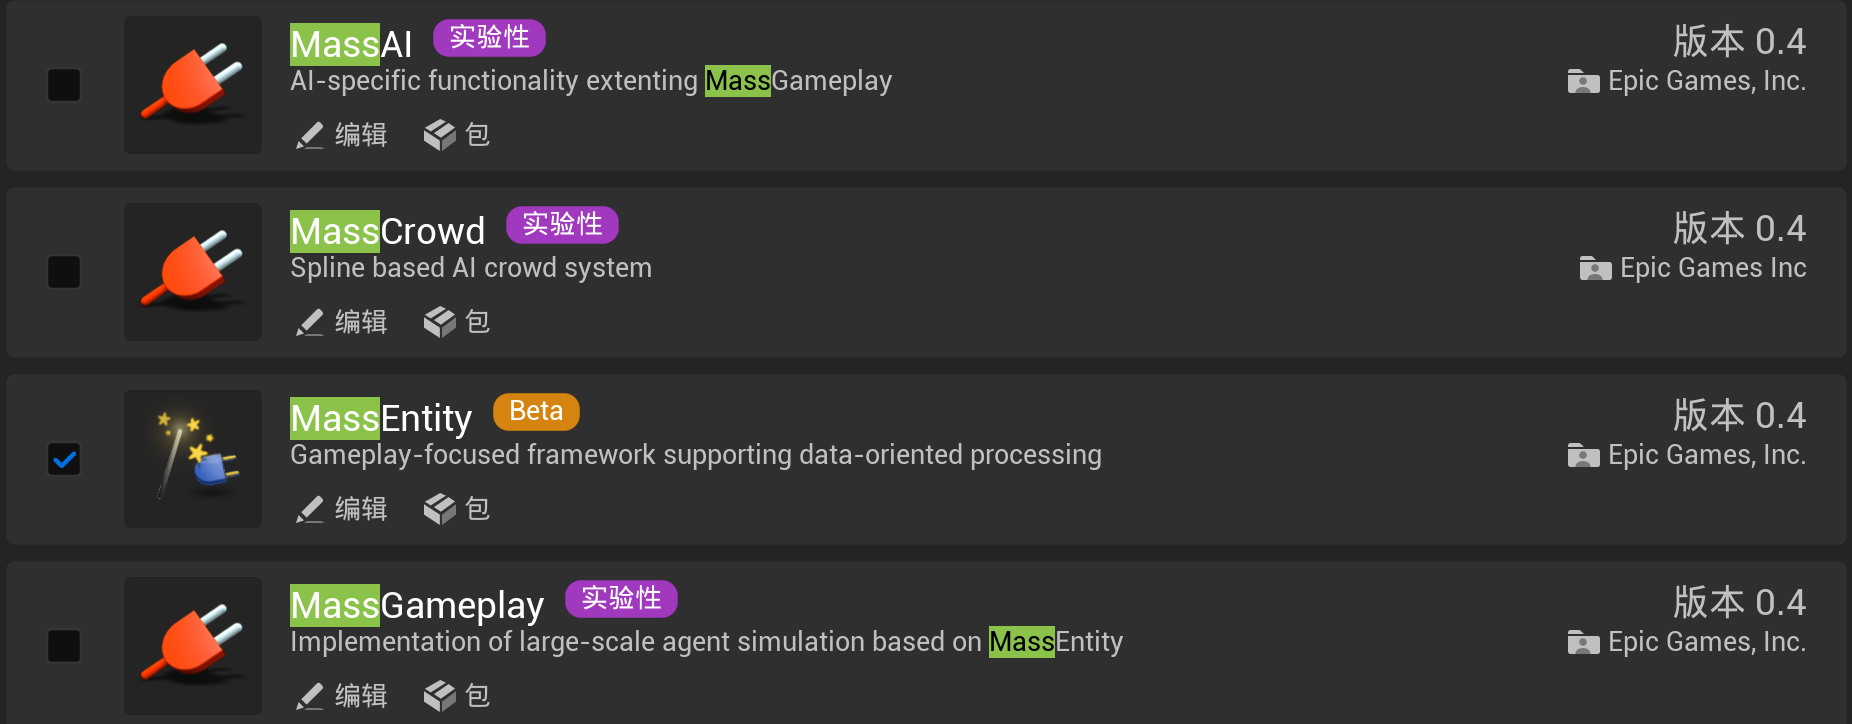 MassAI 实验性 版本 0.4
AI-specific functionality extenting MassGameplay Epic Games, Inc.
编辑 包
MassCrowd 实验性 版本 0.4
Spline based AI crowd system Epic Games Inc
编辑 包
MassEntity Beta 版本 0.4
Gameplay-focused framework supporting data-oriented processing Epic Games, Inc.
编辑 包
MassGameplay 实验性 版本 0.4
Implementation of large-scale agent simulation based on MassEntity Epic Games, Inc.
编辑 包